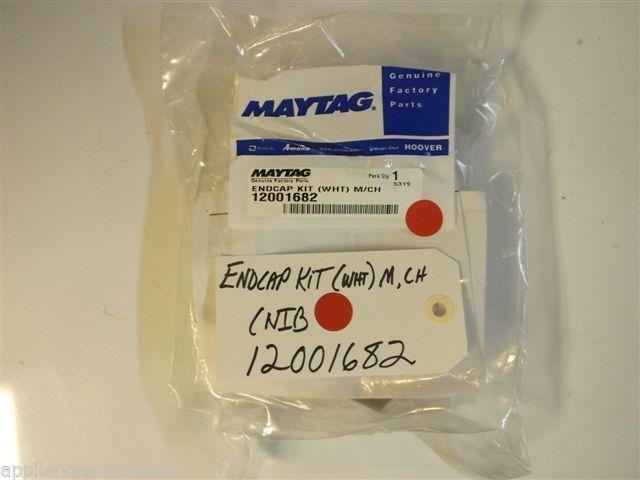 Genuine
Factory
Parts
MAYTAG
Amana
HOOVER
MAYTAG
Genuine Factory Parts
Pack Qty: 1
5319
ENDCAP KIT (WHT) M/CH
12001682
ENDCAP KIT (WHT) M, CH
(NIB
12001682